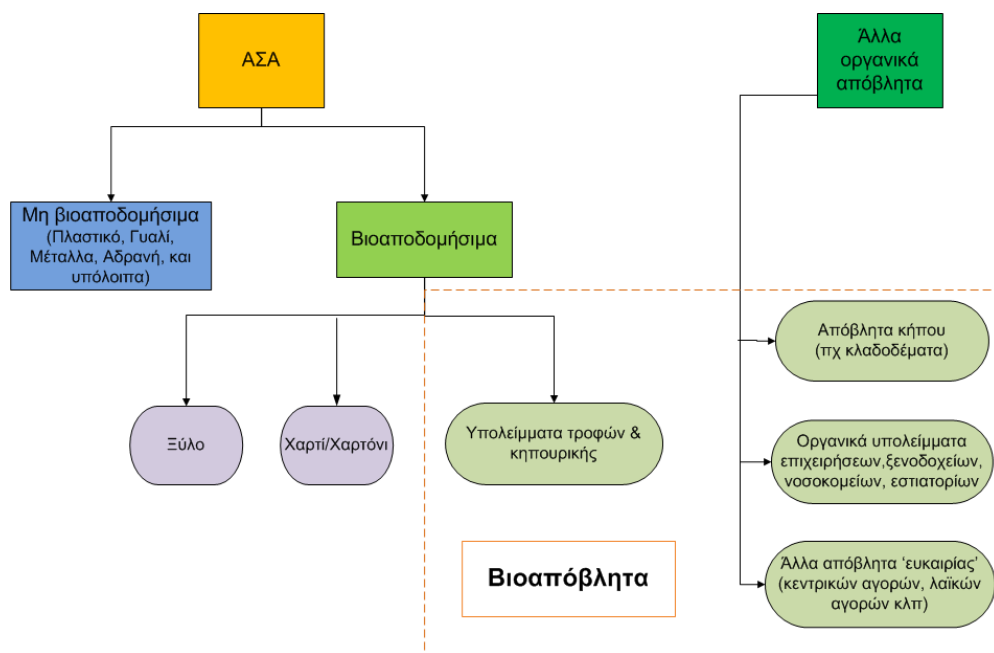 ΑΣΑ
Άλλα
οργανικά
απόβλητα
Μη βιοαποδομήσιμα
(Πλαστικό, Γυαλί,
Μέταλλα, Αδρανή, και
υπόλοιπα)
Βιοαποδομήσιμα
Απόβλητα κήπου
(πχ κλαδοδέματα)
Ξύλο
Χαρτί/Χαρτόνι
Υπολείμματα τροφών &
κηπουρικής
Οργανικά υπολείμματα
επιχειρήσεων,ξενοδοχείων,
νοσοκομείων, εστιατορίων
Βιοαπόβλητα
Άλλα απόβλητα ‘ευκαιρίας’
(κεντρικών αγορών, λαϊκών
αγορών κλπ)